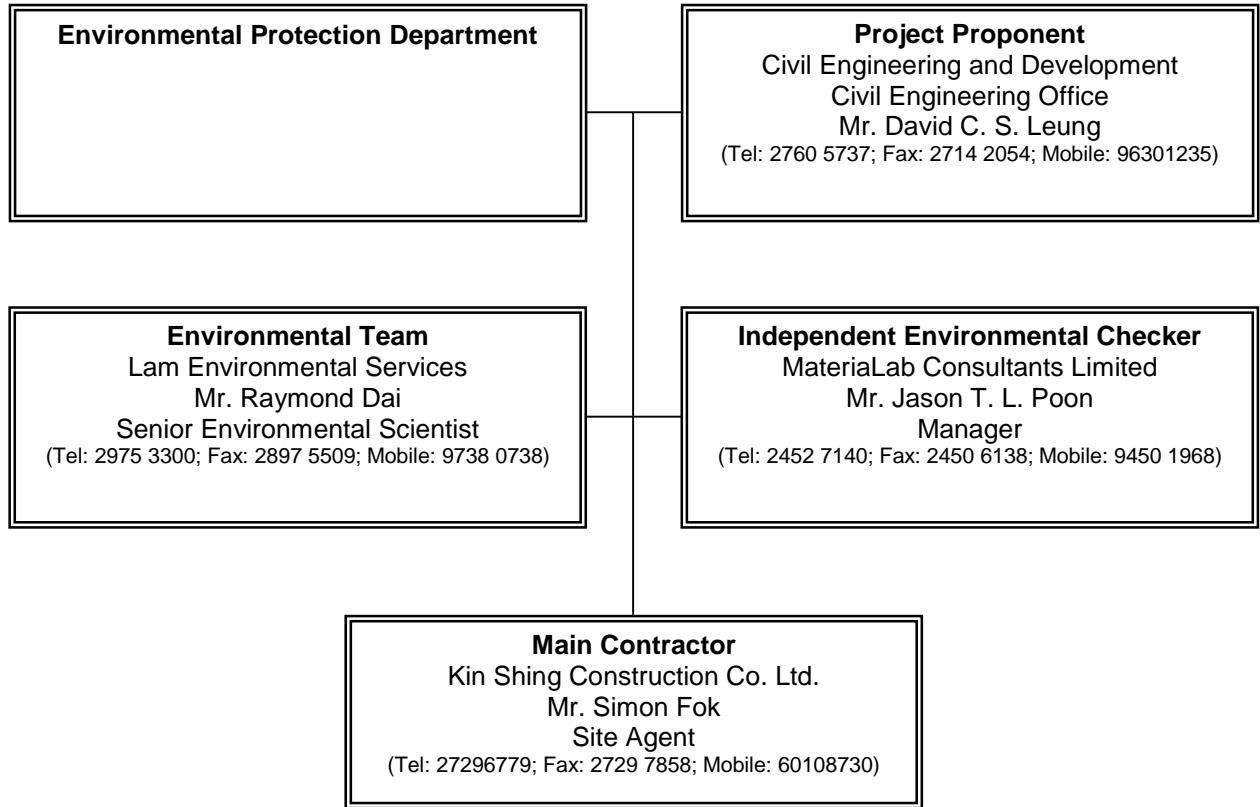 Environmental Protection Department
Project Proponent
Civil Engineering and Development
Civil Engineering Office
Mr. David C. S. Leung
(Tel: 2760 5737; Fax: 2714 2054; Mobile: 96301235)
Environmental Team
Lam Environmental Services
Mr. Raymond Dai
Senior Environmental Scientist
(Tel: 2975 3300; Fax: 2897 5509; Mobile: 9738 0738)
Independent Environmental Checker
MateriaLab Consultants Limited
Mr. Jason T. L. Poon
Manager
(Tel: 2452 7140; Fax: 2450 6138; Mobile: 9450 1968)
Main Contractor
Kin Shing Construction Co. Ltd.
Mr. Simon Fok
Site Agent
(Tel: 27296779; Fax: 2729 7858; Mobile: 60108730)